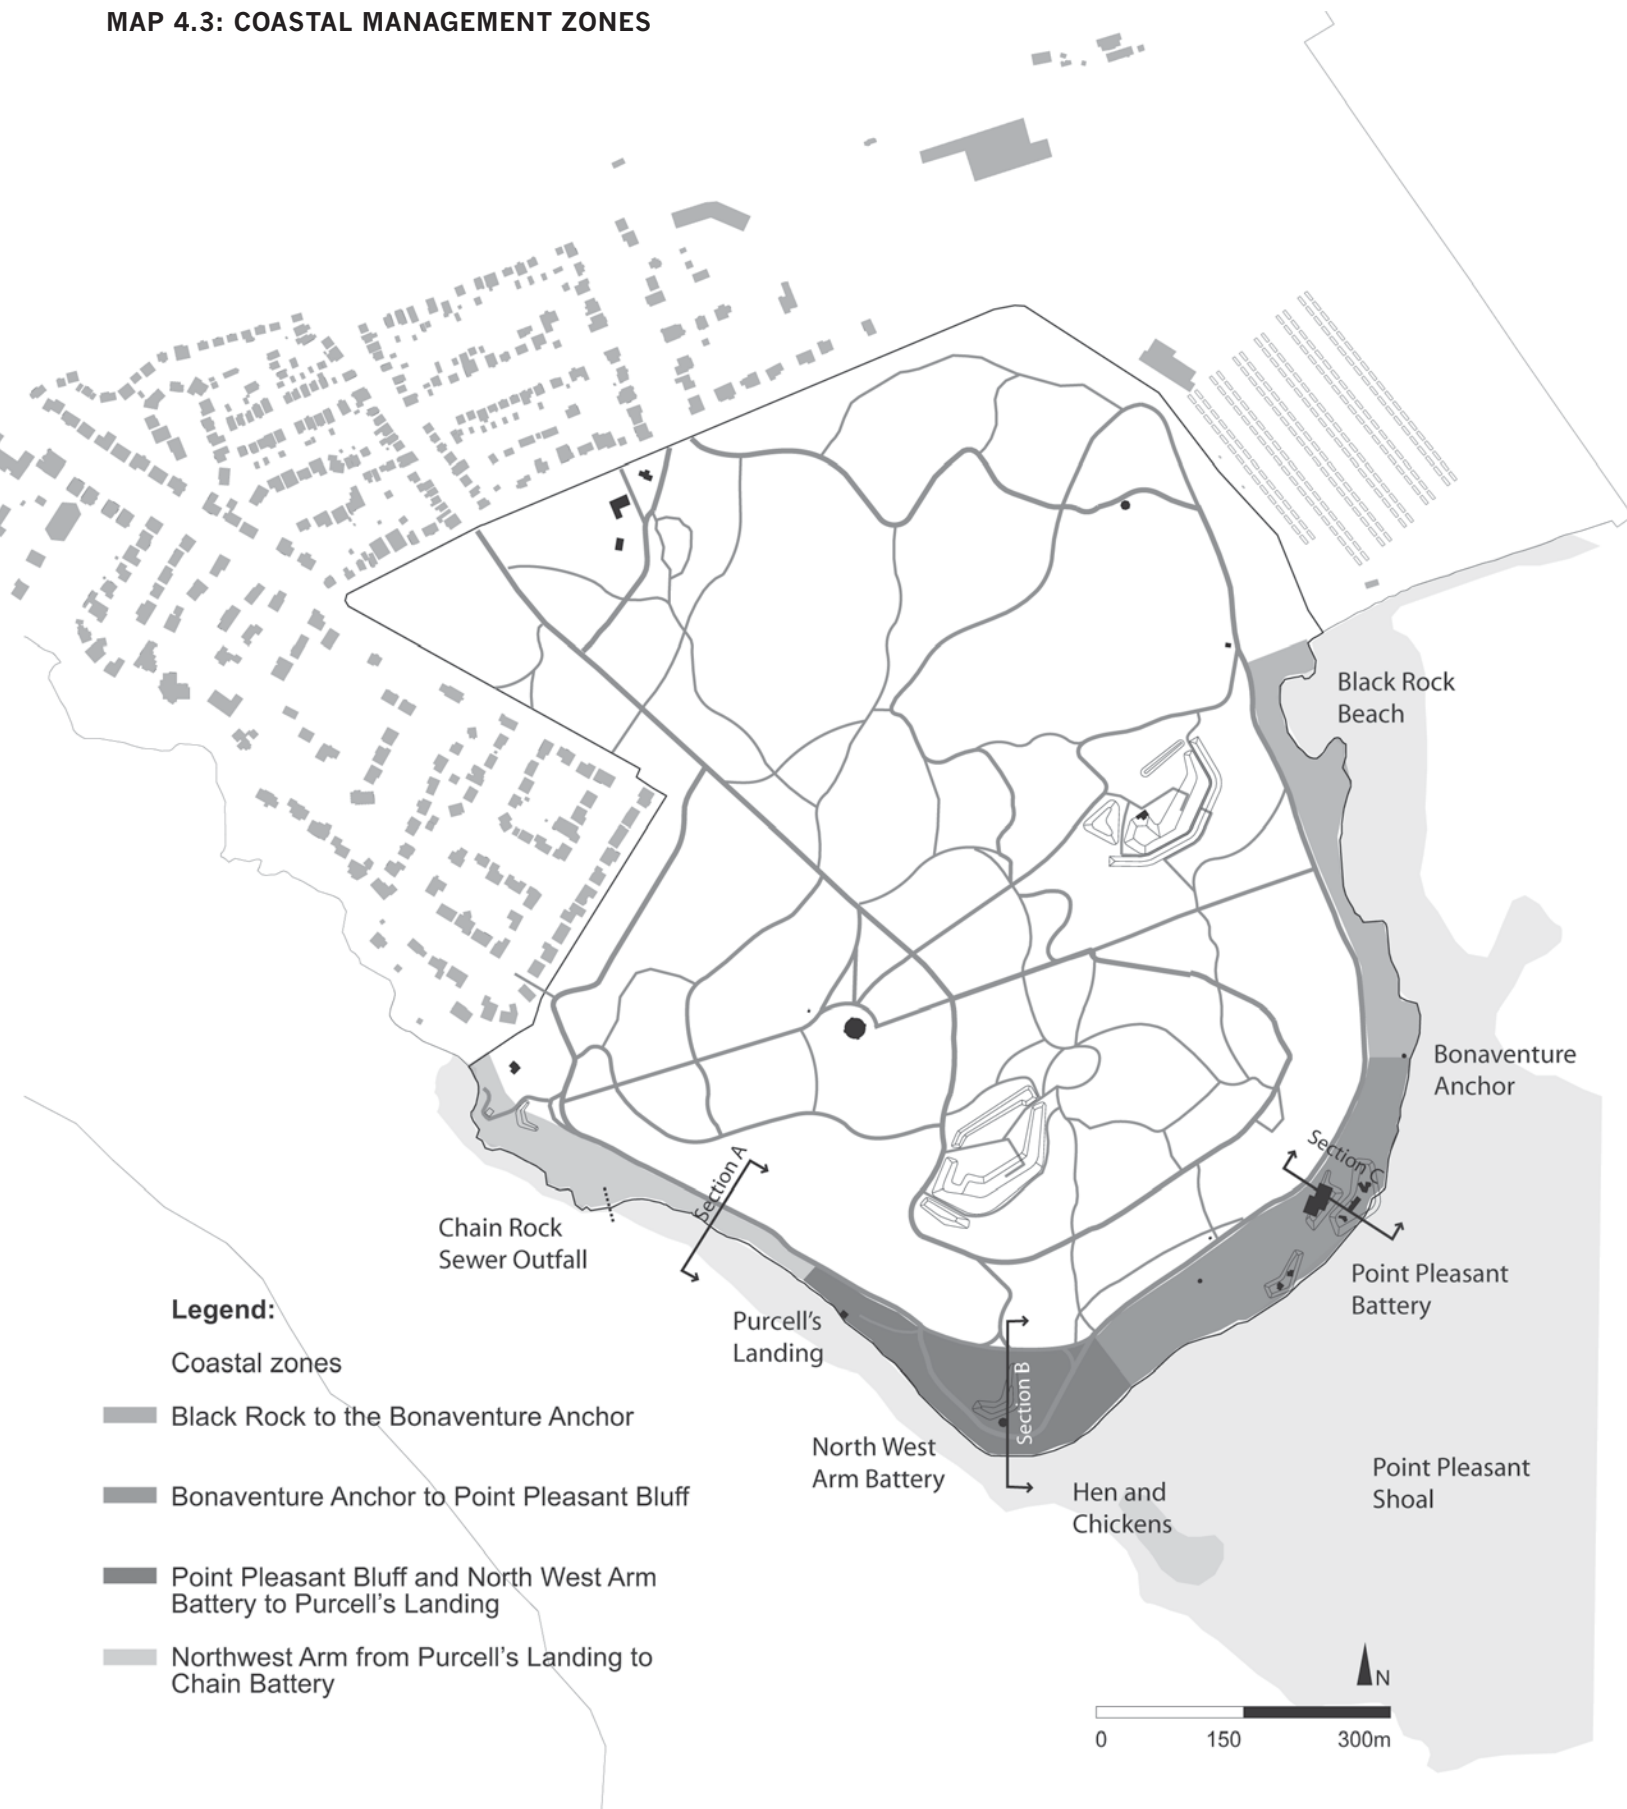 MAP 4.3: COASTAL MANAGEMENT ZONES
Black Rock
Beach
Bonaventure
Anchor
Section C
Section A
Chain Rock
Sewer Outfall
Point Pleasant
Battery
Purcell's
Landing
Section B
North West
Arm Battery
Hen and
Chickens
Point Pleasant
Shoal
Legend:
Coastal zones
Black Rock to the Bonaventure Anchor
Bonaventure Anchor to Point Pleasant Bluff
Point Pleasant Bluff and North West Arm
Battery to Purcell's Landing
Northwest Arm from Purcell's Landing to
Chain Battery
N
0 150 300m